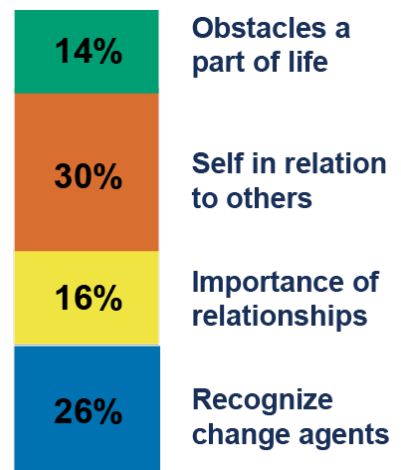 14%
Obstacles a
part of life
30%
Self in relation
to others
16%
Importance of
relationships
26%
Recognize
change agents